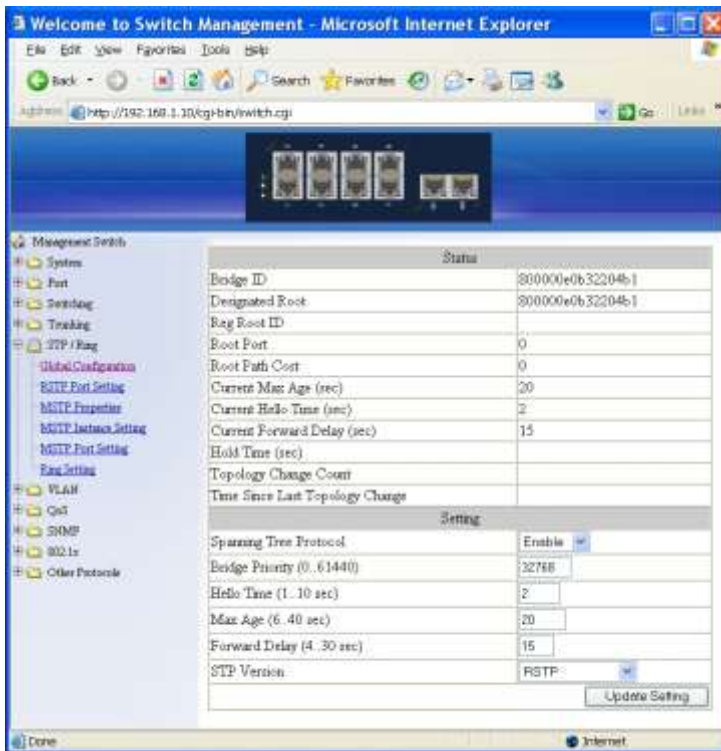 Welcome to Switch Management - Microsoft Internet Explorer
File Edit View Favorites Tools Help
Back Search Favorites
Address http://192.168.1.10/cgi-bin/switch.cgi Go Links
Management Switch
System
Port
Switching
Trunking
STP / Ring
Global Configuration
RSTP Port Setting
MSTP Properties
MSTP Instance Setting
MSTP Port Setting
Ring Setting
VLAN
QoS
SNMP
802.1x
Other Protocols
Status
Bridge ID 800000e0b32204b1
Designated Root 800000e0b32204b1
Reg Root ID
Root Port 0
Root Path Cost 0
Current Max Age (sec) 20
Current Hello Time (sec) 2
Current Forward Delay (sec) 15
Hold Time (sec)
Topology Change Count
Time Since Last Topology Change
Setting
Spanning Tree Protocol Enable
Bridge Priority (0..61440) 32768
Hello Time (1..10 sec) 2
Max Age (6..40 sec) 20
Forward Delay (4..30 sec) 15
STP Version RSTP
Update Setting
Done Internet